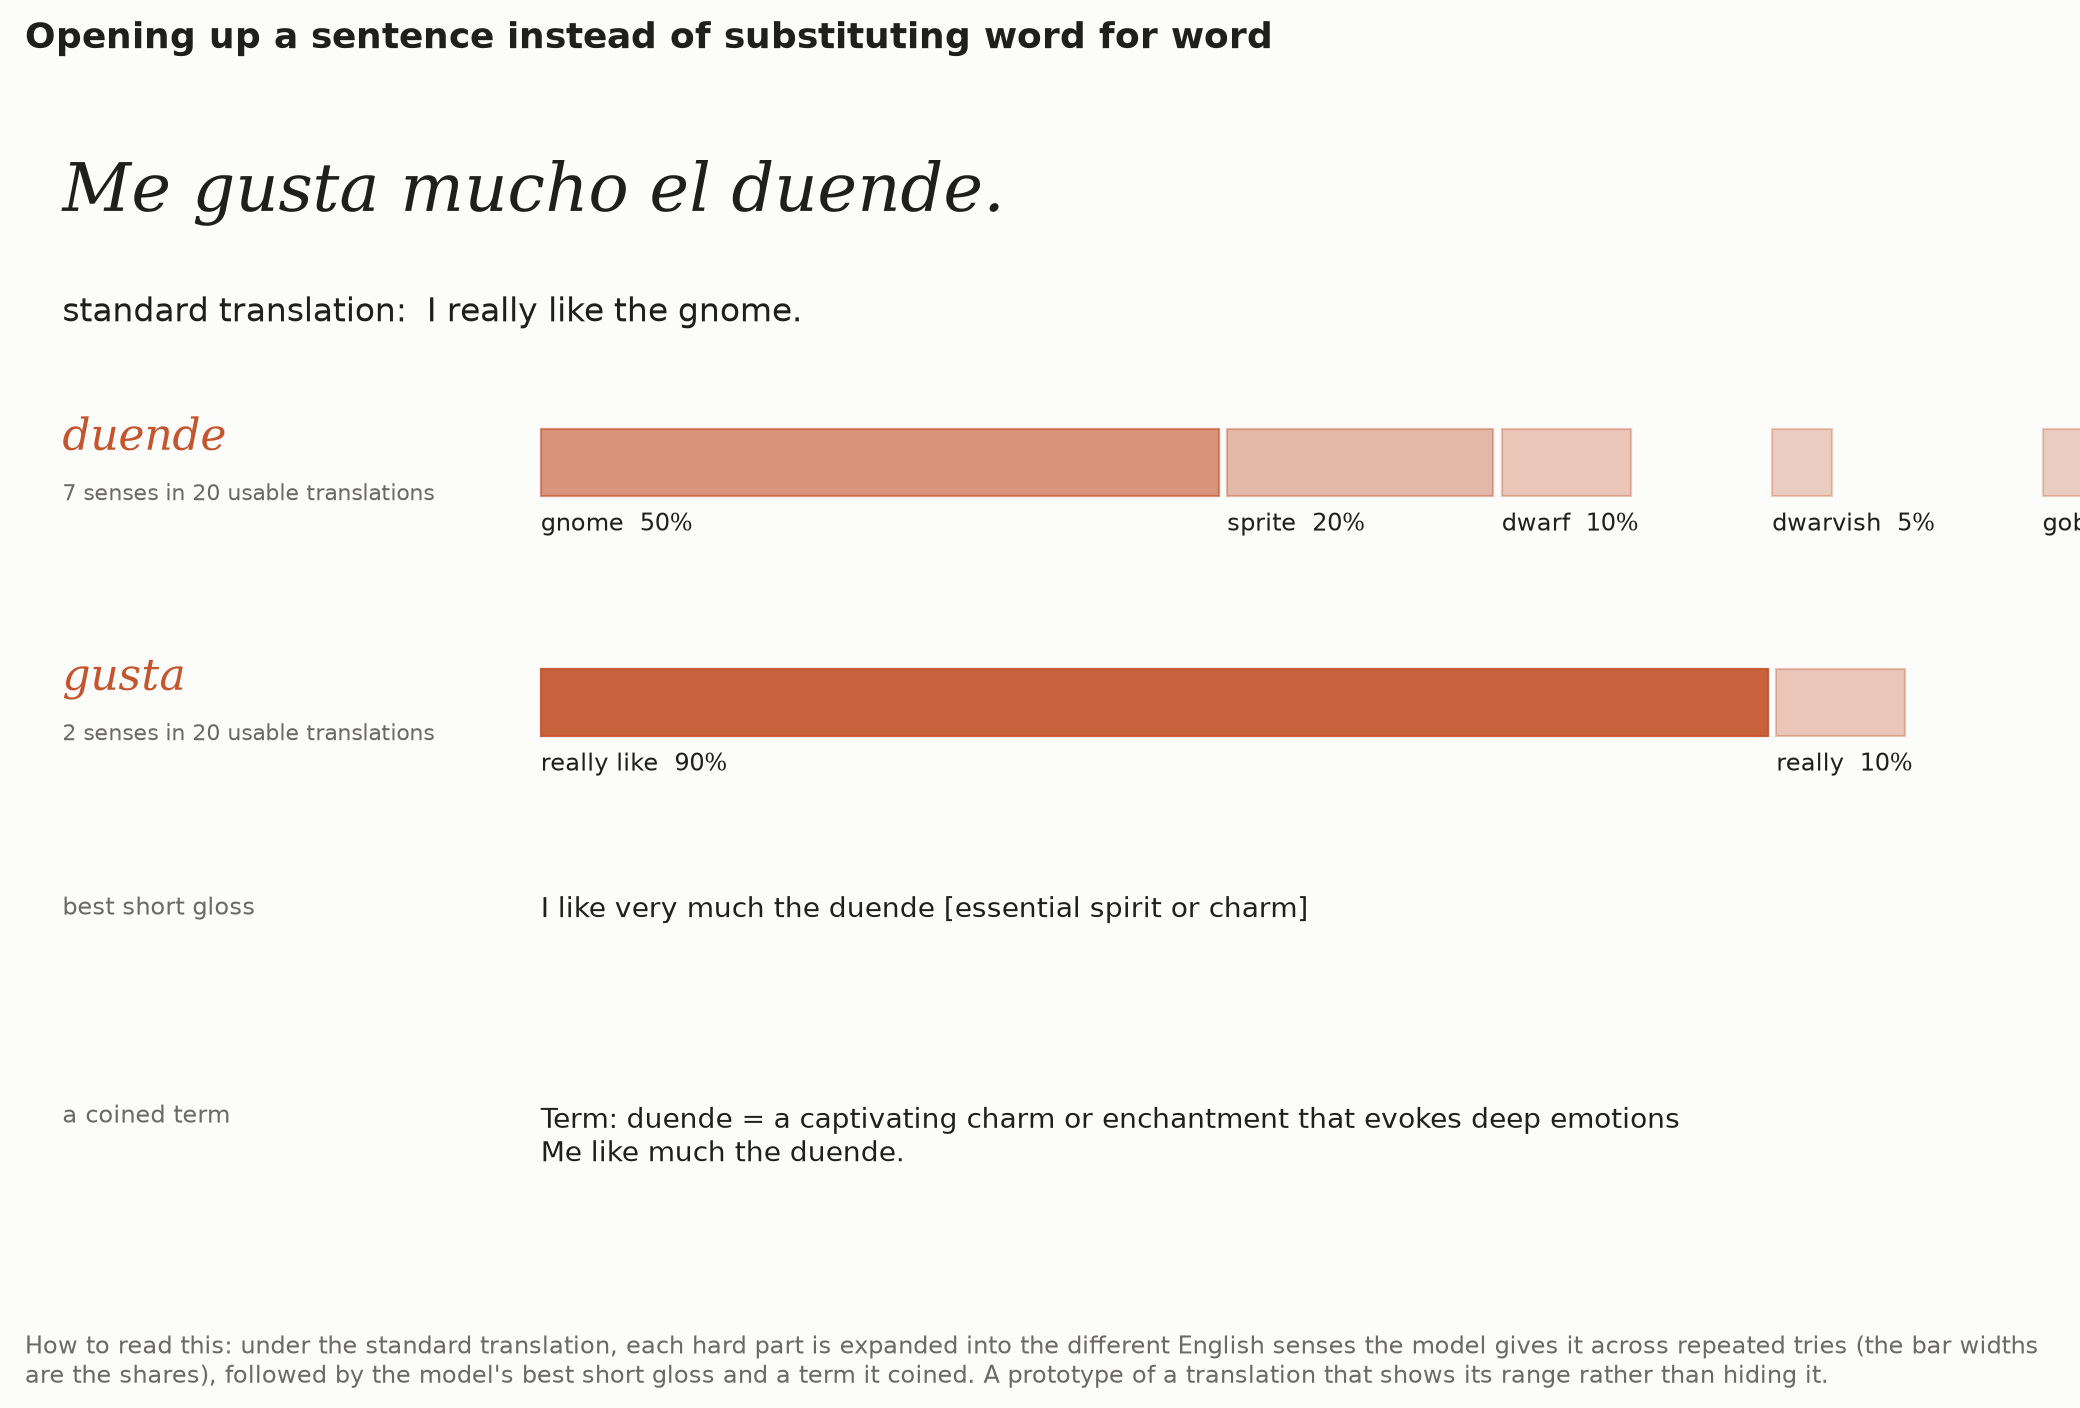 Opening up a sentence instead of substituting word for word
Me gusta mucho el duende.
standard translation:  I really like the gnome.
duende
7 senses in 20 usable translations
gnome  50%
sprite  20%
dwarf  10%
dwarvish  5%
gusta
2 senses in 20 usable translations
really like  90%
really  10%
best short gloss
I like very much the duende [essential spirit or charm]
a coined term
Term: duende = a captivating charm or enchantment that evokes deep emotions
Me like much the duende.
How to read this: under the standard translation, each hard part is expanded into the different English senses the model gives it across repeated tries (the bar widths
are the shares), followed by the model's best short gloss and a term it coined. A prototype of a translation that shows its range rather than hiding it.